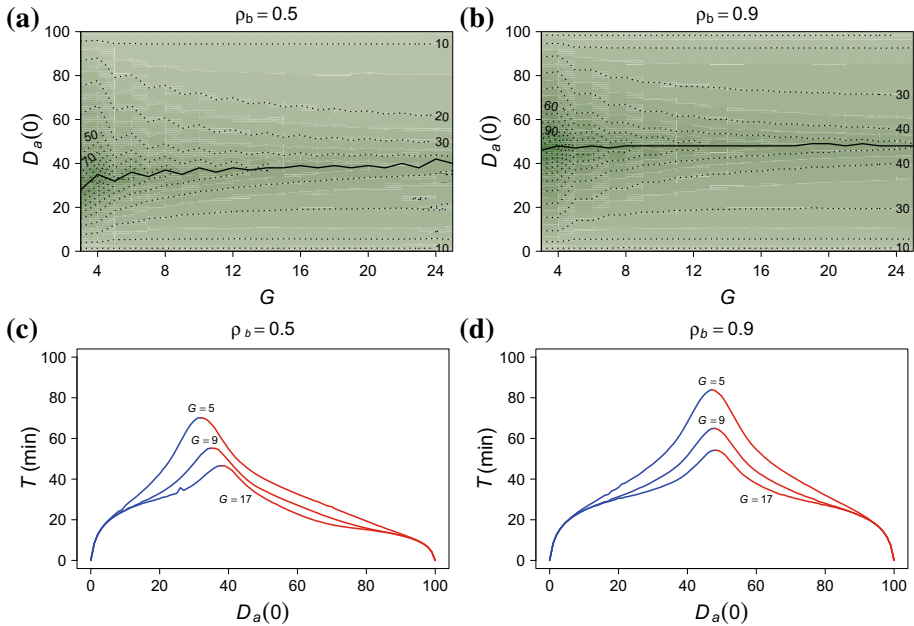 (a) ρb = 0.5
100
80
60
40
20
0
Da(0)
50
70
10
20
30
10
4 8 12 16 20 24
G
(b) ρb = 0.9
100
80
60
40
20
0
Da(0)
60
90
30
40
40
30
10
4 8 12 16 20 24
G
(c) ρb = 0.5
100
80
60
40
20
0
T (min)
G = 5
G = 9
G = 17
0 20 40 60 80 100
Da(0)
(d) ρb = 0.9
100
80
60
40
20
0
T (min)
G = 5
G = 9
G = 17
0 20 40 60 80 100
Da(0)